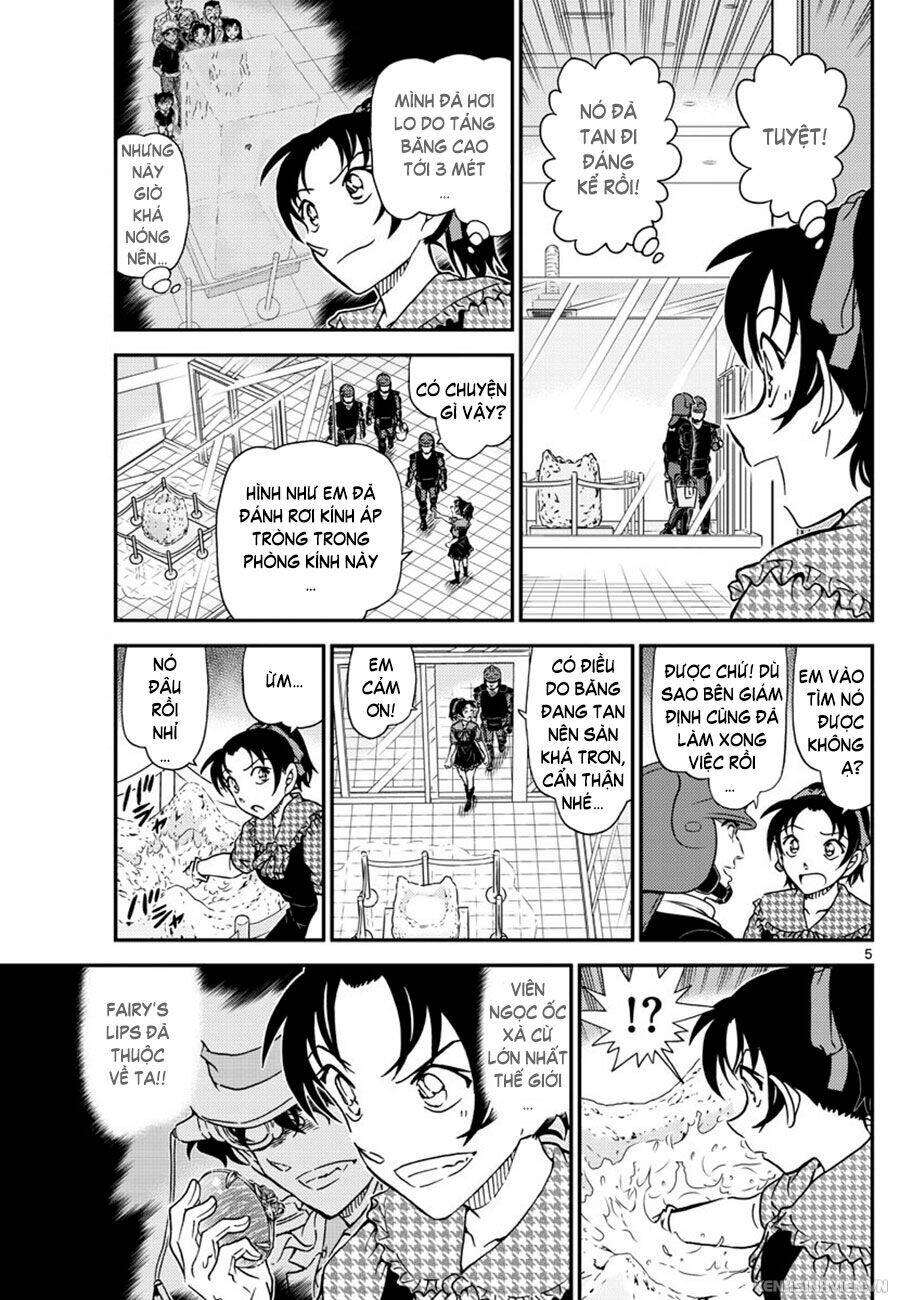 TUYỆT!
NÓ ĐÃ
TAN ĐI
ĐÁNG
KỂ RỒI!
MÌNH ĐÃ HƠI
LO DO TẢNG
BĂNG CAO
TỚI 3 MÉT
...
NHƯNG
NÃY
GIỜ
KHÁ
NÓNG
NÊN...
CÓ CHUYỆN
GÌ VẬY?
HÌNH NHƯ EM ĐÃ
ĐÁNH RƠI KÍNH ÁP
TRÒNG TRONG
PHÒNG KÍNH NÀY
...
EM VÀO
TÌM NÓ
ĐƯỢC
KHÔNG
Ạ?
ĐƯỢC CHỨ! DÙ
SAO BÊN GIÁM
ĐỊNH CŨNG ĐÃ
LÀM XONG
VIỆC RỒI
...
CÓ ĐIỀU
DO BĂNG
ĐANG TAN
NÊN SÀN
KHÁ TRƠN,
CẨN THẬN
NHÉ...
EM
CẢM
ƠN!
ỪM...
NÓ
ĐÂU
RỒI
NHỈ
...
5
!?
VIÊN
NGỌC ỐC
XÀ CỪ
LỚN NHẤT
THẾ GIỚI
...
FAIRY'S
LIPS ĐÃ
THUỘC
VỀ TA!!